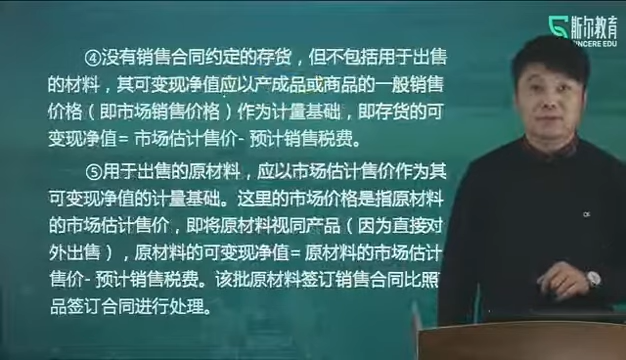 斯尔教育
SINCERE EDU
④没有销售合同约定的存货，但不包括用于出售
的材料，其可变现净值应以产成品或商品的一般销售
价格（即市场销售价格）作为计量基础，即存货的可
变现净值= 市场估计售价- 预计销售税费。
⑤用于出售的原材料，应以市场估计售价作为其
可变现净值的计量基础。这里的市场价格是指原材料
的市场估计售价，即将原材料视同产品（因为直接对
外出售），原材料的可变现净值= 原材料的市场估计
售价- 预计销售税费。该批原材料签订销售合同比照
品签订合同进行处理。